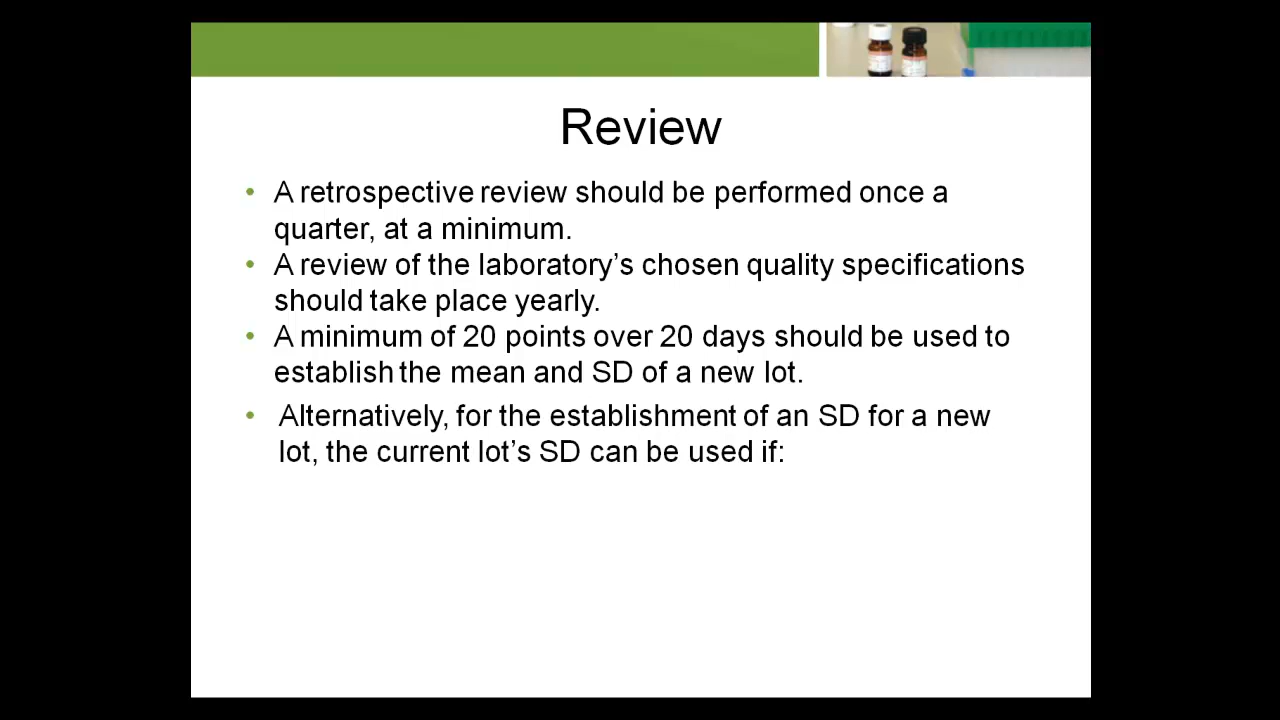 Review
• A retrospective review should be performed once a
quarter, at a minimum.
• A review of the laboratory’s chosen quality specifications
should take place yearly.
• A minimum of 20 points over 20 days should be used to
establish the mean and SD of a new lot.
• Alternatively, for the establishment of an SD for a new
lot, the current lot’s SD can be used if: